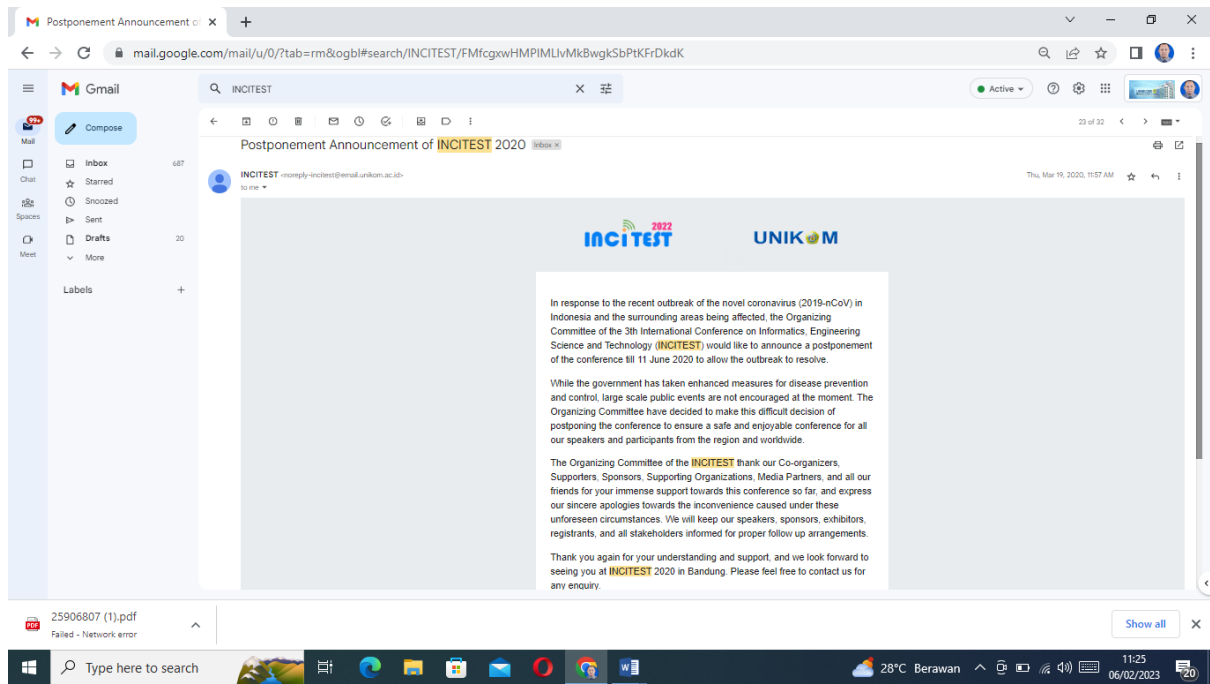 Postponement Announcement of
mail.google.com/mail/u/0/?tab=rm&ogbl#search/INCITEST/FMfcgxwHMPIMLIvMkBwgkSbPtKFrDkdK
Gmail
INCITEST
Active
99+
Mail
Compose
23 of 32
Postponement Announcement of INCITEST 2020 Inbox ×
Chat
Inbox 687
Starred
INCITEST <noreply-incitest@email.unikom.ac.id>
to me
Thu, Mar 19, 2020, 11:57 AM
Spaces
Snoozed
Sent
Meet
Drafts 20
More
Labels +
INCITEST 2022
UNIKOM
In response to the recent outbreak of the novel coronavirus (2019-nCoV) in
Indonesia and the surrounding areas being affected, the Organizing
Committee of the 3th International Conference on Informatics, Engineering
Science and Technology (INCITEST) would like to announce a postponement
of the conference till 11 June 2020 to allow the outbreak to resolve.
While the government has taken enhanced measures for disease prevention
and control, large scale public events are not encouraged at the moment. The
Organizing Committee have decided to make this difficult decision of
postponing the conference to ensure a safe and enjoyable conference for all
our speakers and participants from the region and worldwide.
The Organizing Committee of the INCITEST thank our Co-organizers,
Supporters, Sponsors, Supporting Organizations, Media Partners, and all our
friends for your immense support towards this conference so far, and express
our sincere apologies towards the inconvenience caused under these
unforeseen circumstances. We will keep our speakers, sponsors, exhibitors,
registrants, and all stakeholders informed for proper follow up arrangements.
Thank you again for your understanding and support, and we look forward to
seeing you at INCITEST 2020 in Bandung. Please feel free to contact us for
any enquiry.
25906807 (1).pdf
Failed - Network error
Show all
Type here to search
28°C Berawan
11:25
06/02/2023
20